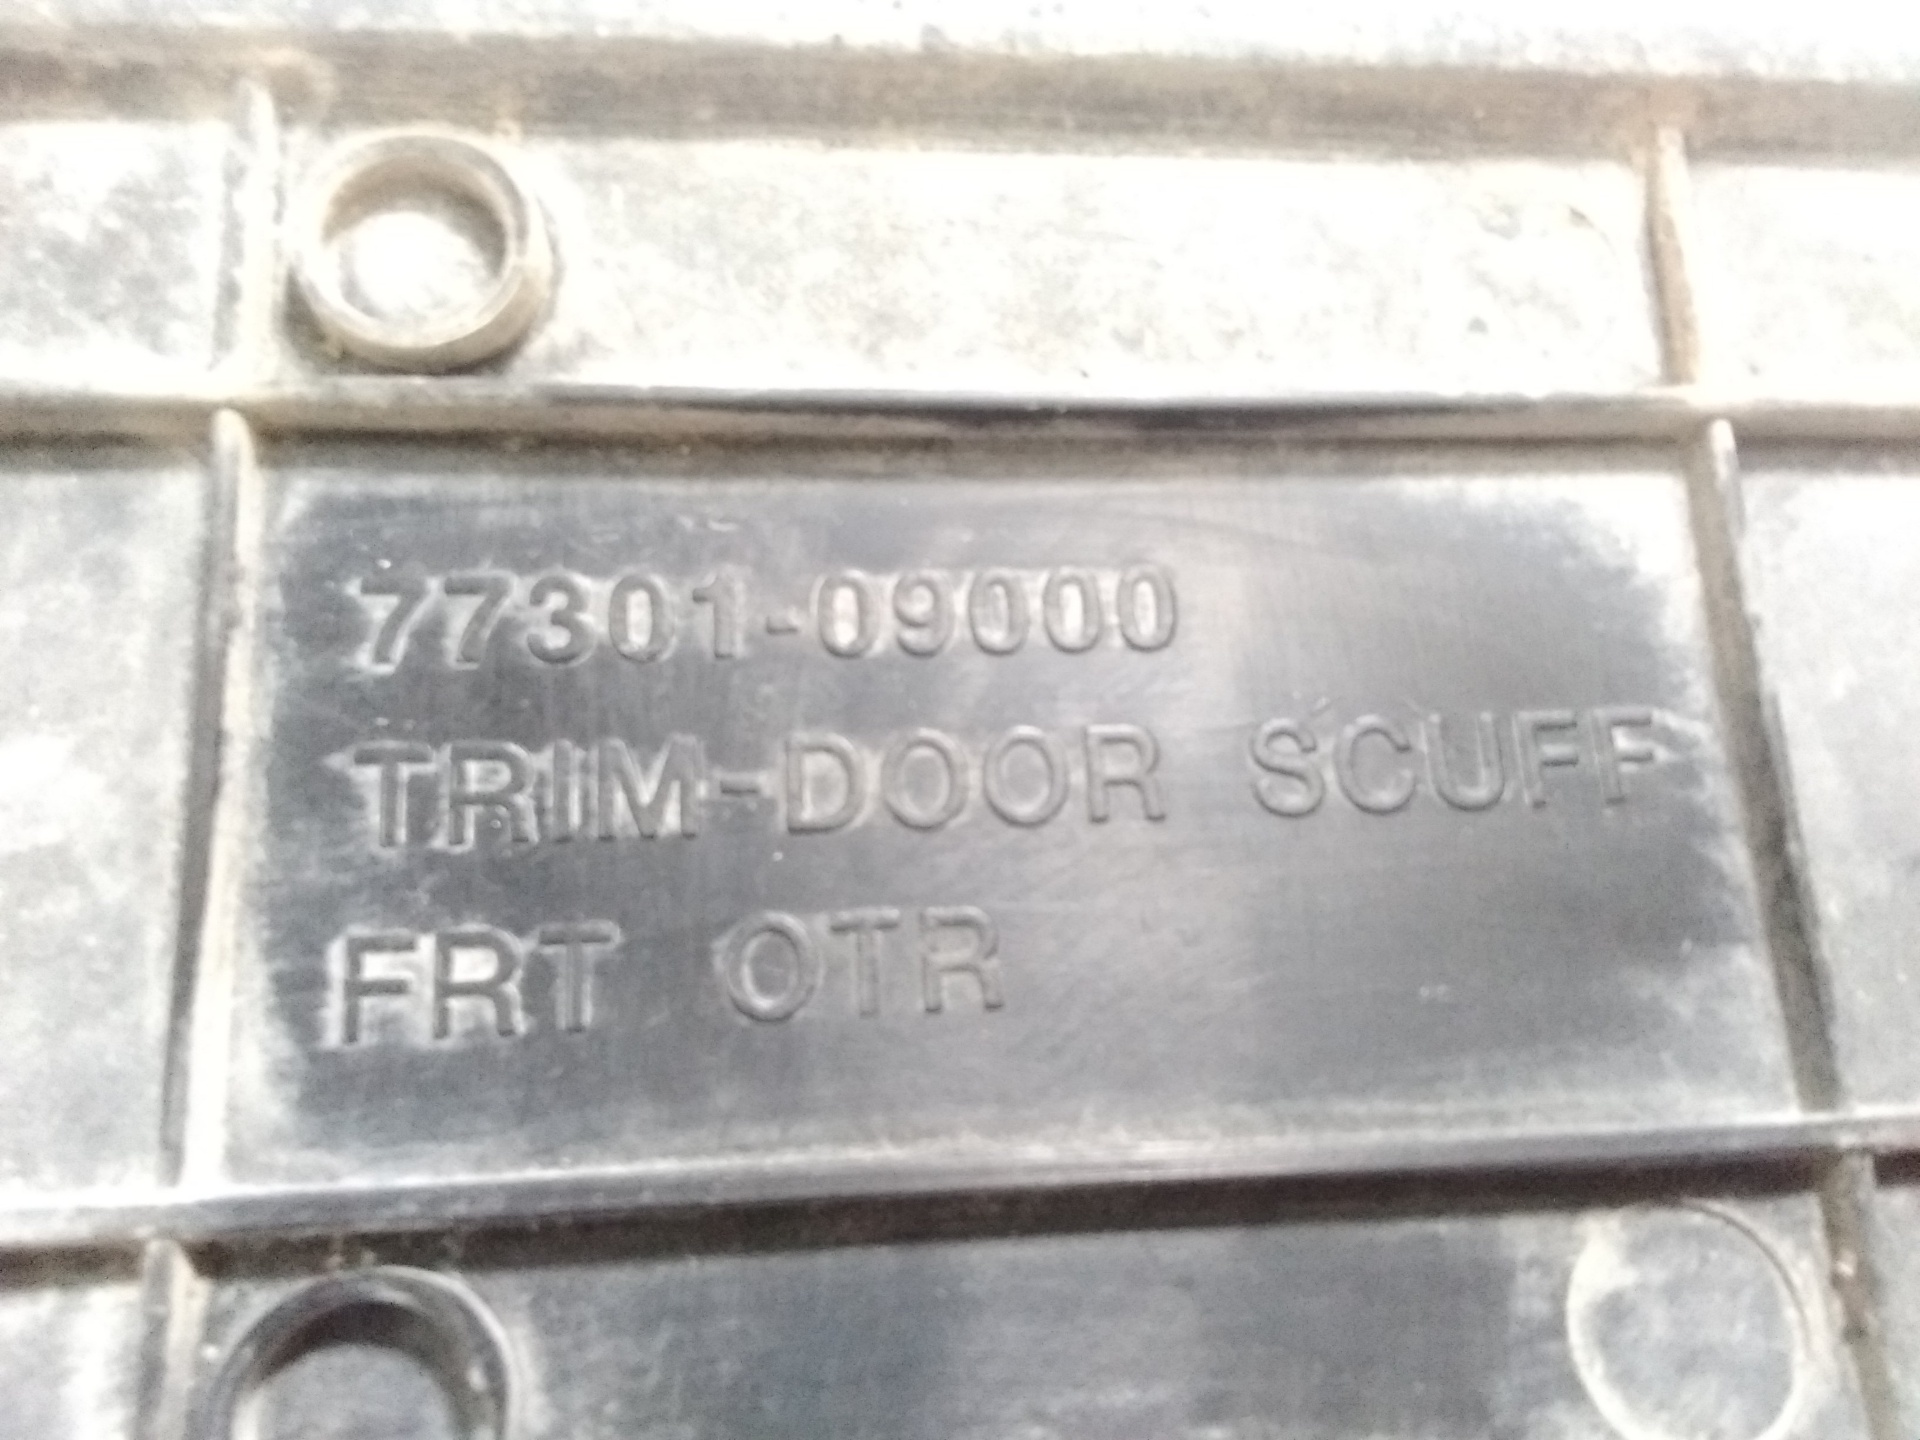 77301-09000
TRIM-DOOR SCUFF
FRT OTR